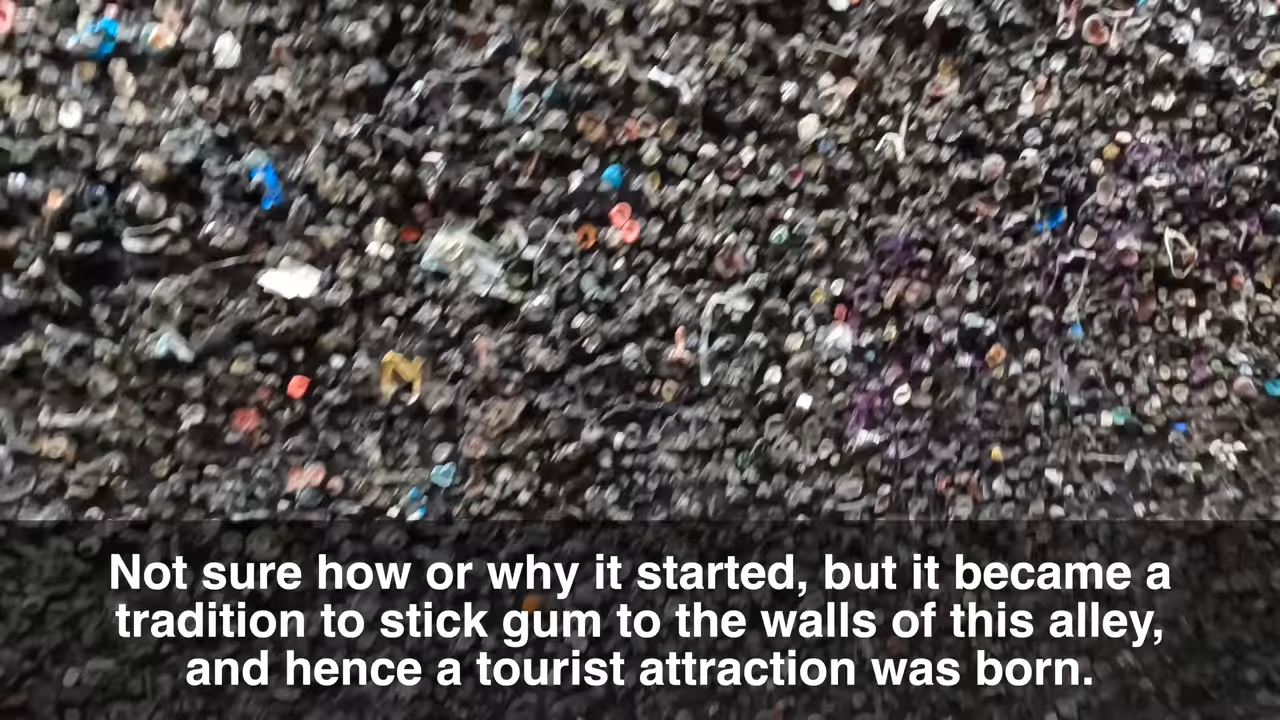 Not sure how or why it started, but it became a
tradition to stick gum to the walls of this alley,
and hence a tourist attraction was born.